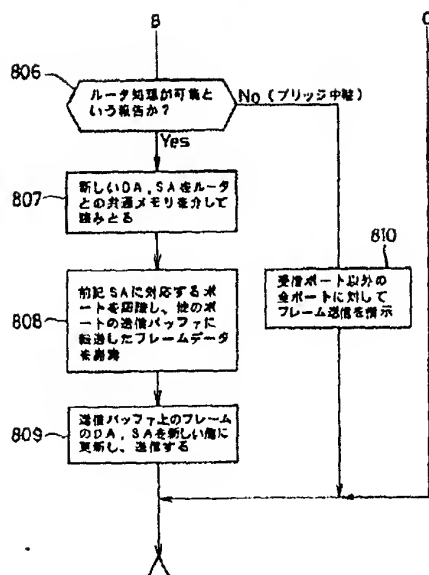 B
C
806
ルータ処理が可能と
いう報告か?
No(ブリッジ中継)
Yes
807
新しいDA,SAをルータ
との共通メモリを介して
読みとる
810
808
前記SAに対応するポ
ートを認識し、他のポ
ートの送信バッファに
転送したフレームデータ
を廃棄
受信ポート以外の
全ポートに対して
フレーム送信を指示
809
送信バッファ上のフレーム
のDA,SAを新しい値に
更新し、送信する